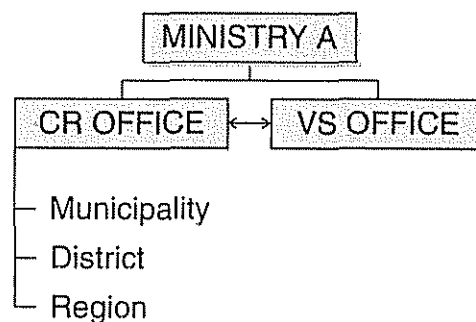 MINISTRY A
CR OFFICE
VS OFFICE
Municipality
District
Region